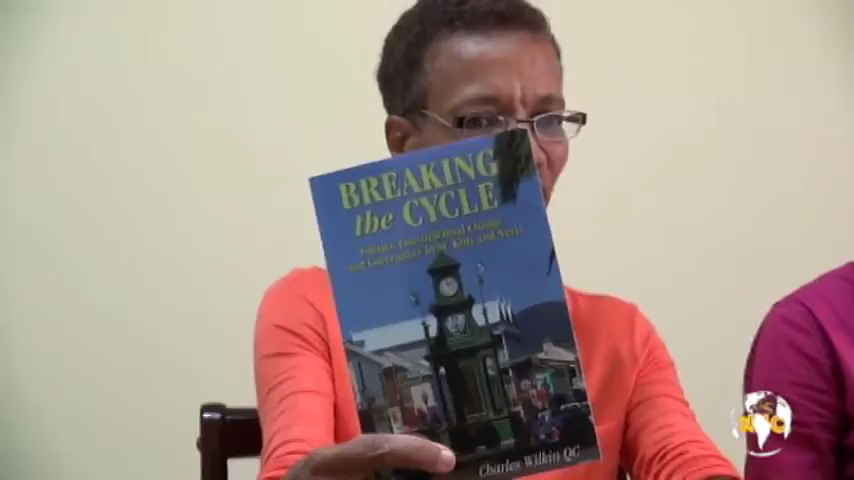 BREAKING
the CYCLE
Politics, Constitutional Change
and Governance in St. Kitts and Nevis
Charles Wilkin QC